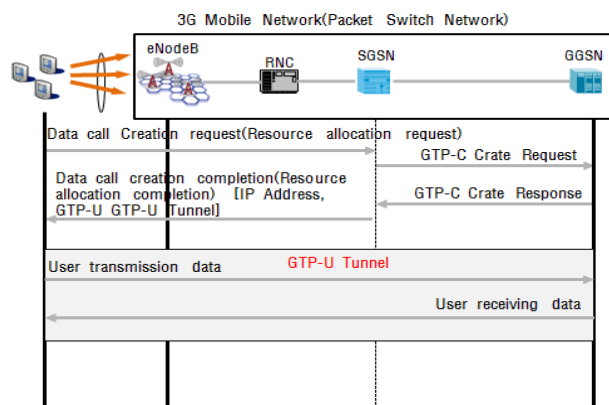 3G Mobile Network(Packet Switch Network)
eNodeB
RNC
SGSN
GGSN
Data call Creation request(Resource allocation request)
GTP-C Crate Request
Data call creation completion(Resource
allocation completion) [IP Address,
GTP-U GTP-U Tunnel]
GTP-C Crate Response
User transmission data
GTP-U Tunnel
User receiving data